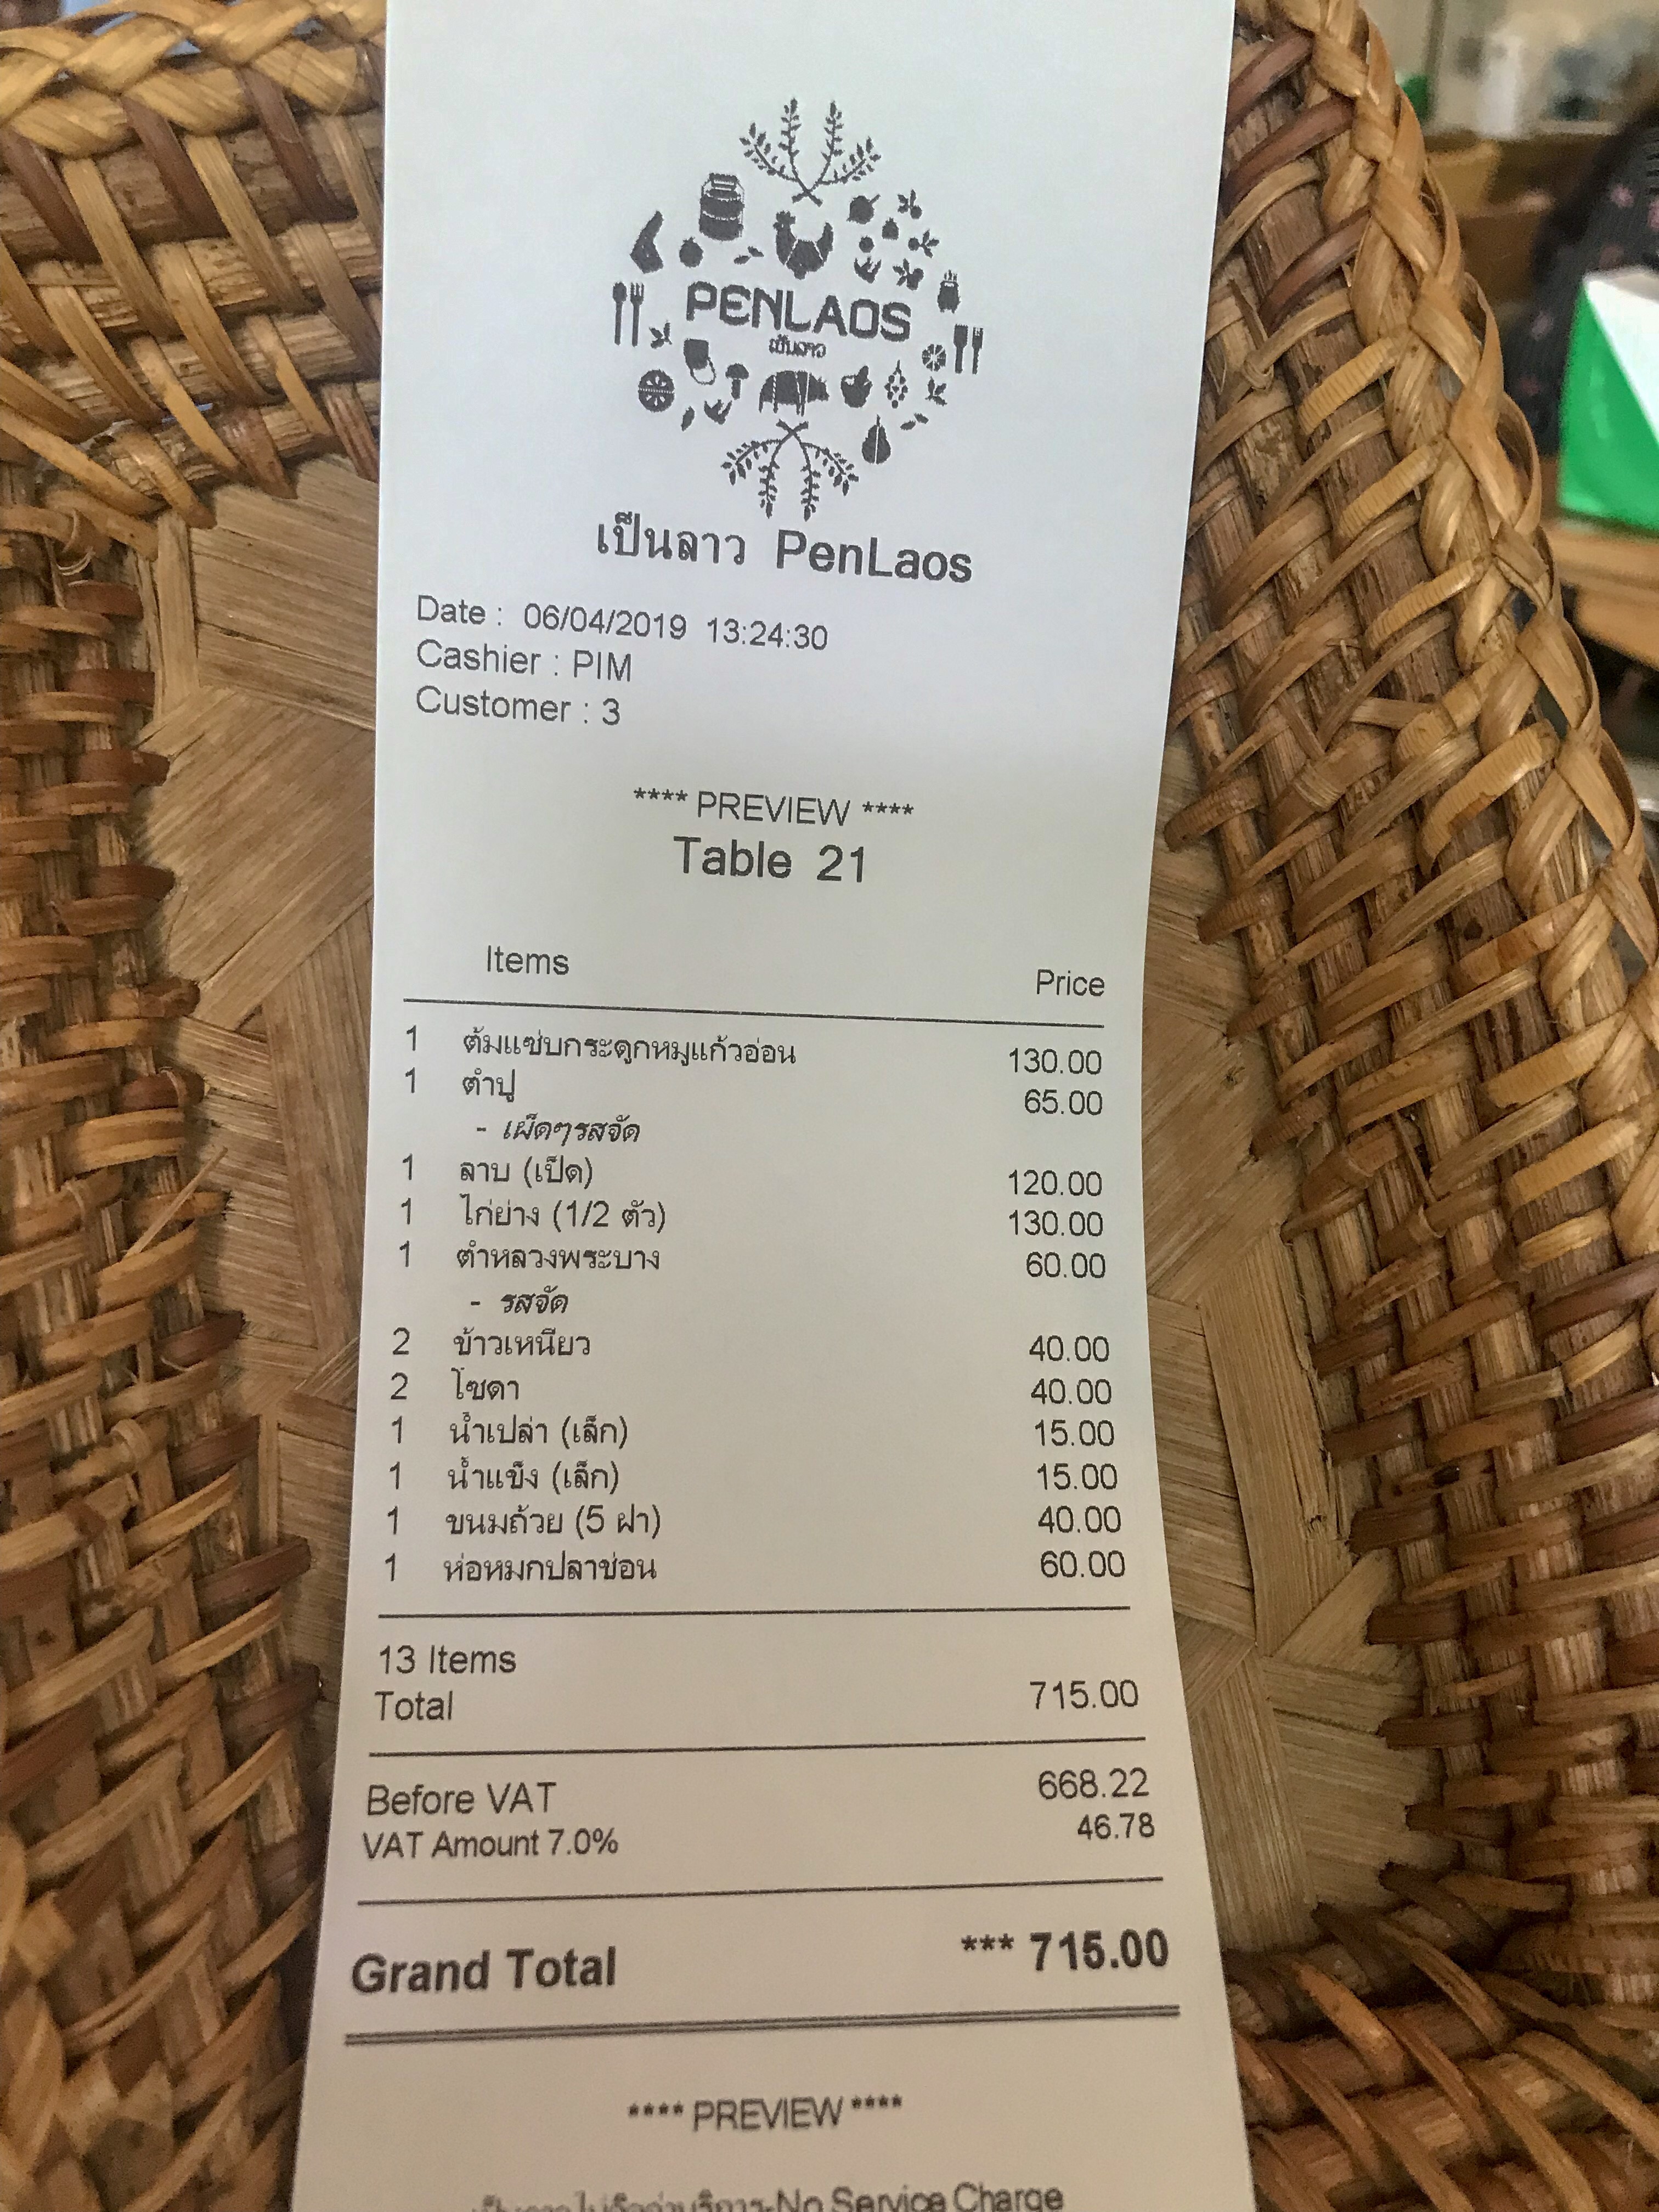 PENLAOS
เป็นลาว PenLaos
Date : 06/04/2019 13:24:30
Cashier : PIM
Customer : 3
**** PREVIEW ****
Table 21
Items Price
1 ต้มแซ่บกระดูกหมูแก้วอ่อน 130.00
1 ตำปู 65.00
- เผ็ดๆรสจัด
1 ลาบ (เป็ด) 120.00
1 ไก่ย่าง (1/2 ตัว) 130.00
1 ตำหลวงพระบาง 60.00
- รสจัด
2 ข้าวเหนียว 40.00
2 โซดา 40.00
1 น้ำเปล่า (เล็ก) 15.00
1 น้ำแข็ง (เล็ก) 15.00
1 ขนมถ้วย (5 ฝา) 40.00
1 ห่อหมกปลาช่อน 60.00
13 Items
Total 715.00
Before VAT 668.22
VAT Amount 7.0% 46.78
Grand Total *** 715.00
**** PREVIEW ****
No Service Charge